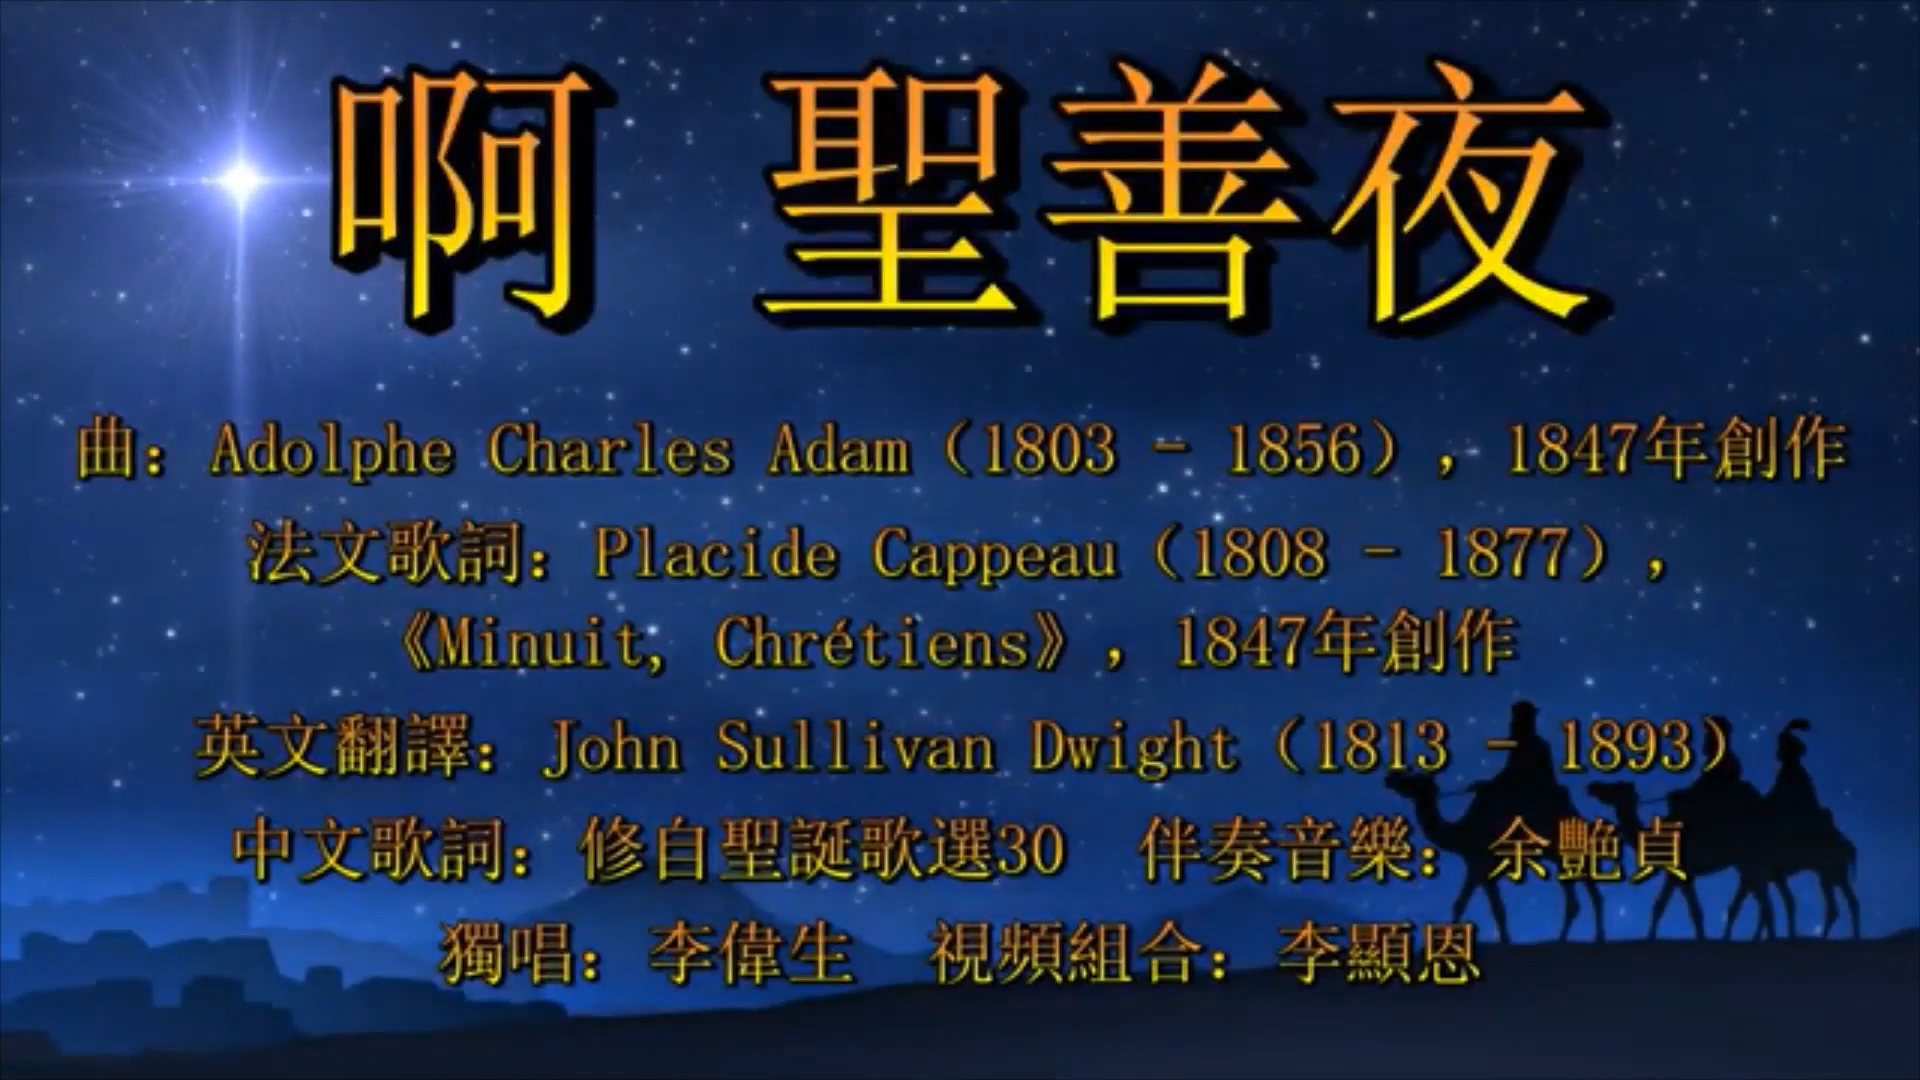 啊 聖善夜
曲：Adolphe Charles Adam（1803 - 1856），1847年創作
法文歌詞：Placide Cappeau（1808 - 1877），
《Minuit, Chrétiens》，1847年創作
英文翻譯：John Sullivan Dwight（1813 - 1893）
中文歌詞：修自聖誕歌選30 伴奏音樂：余艷貞
獨唱：李偉生 視頻組合：李顯恩